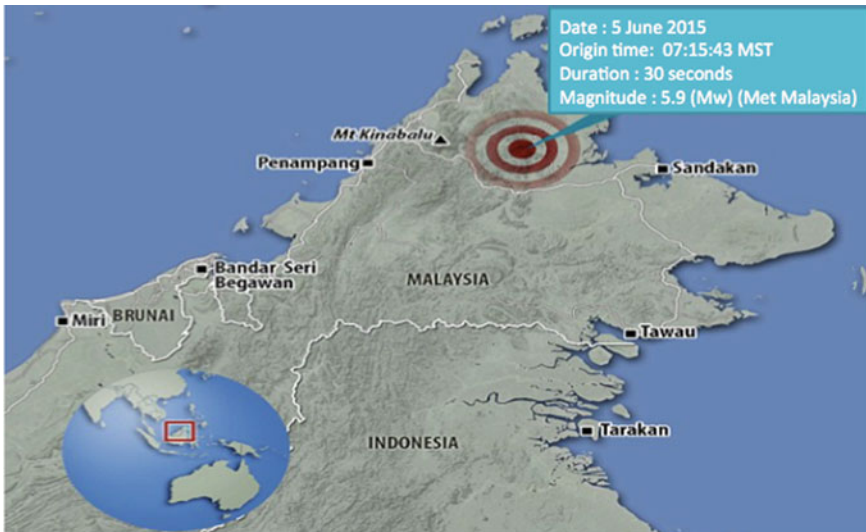 Date : 5 June 2015
Origin time: 07:15:43 MST
Duration : 30 seconds
Magnitude : 5.9 (Mw) (Met Malaysia)
Mt Kinabalu
Penampang
Sandakan
Bandar Seri
Begawan
MALAYSIA
BRUNAI
Miri
Tawau
INDONESIA
Tarakan